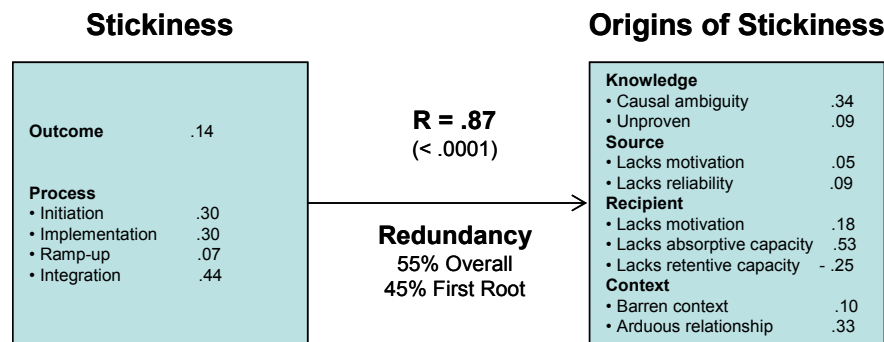 Stickiness
Outcome .14
Process
• Initiation .30
• Implementation .30
• Ramp-up .07
• Integration .44
R = .87
(< .0001)
Redundancy
55% Overall
45% First Root
Origins of Stickiness
Knowledge
• Causal ambiguity .34
• Unproven .09
Source
• Lacks motivation .05
• Lacks reliability .09
Recipient
• Lacks motivation .18
• Lacks absorptive capacity .53
• Lacks retentive capacity - .25
Context
• Barren context .10
• Arduous relationship .33